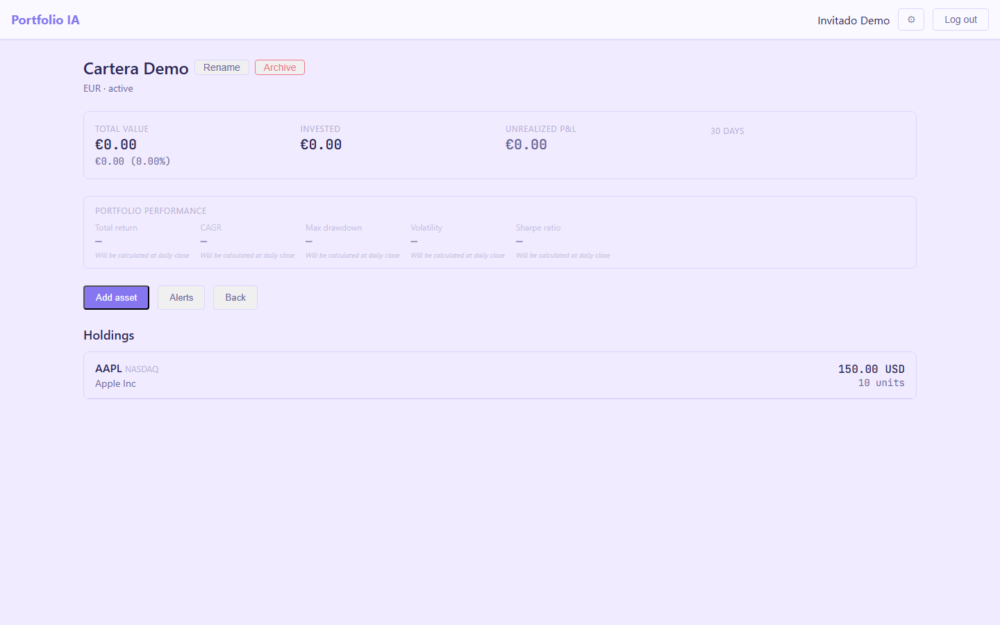 Portfolio IA
Invitado Demo ⚙ Log out
Cartera Demo Rename Archive
EUR · active
TOTAL VALUE INVESTED UNREALIZED P&L 30 DAYS
€0.00 €0.00 €0.00
€0.00 (0.00%)
PORTFOLIO PERFORMANCE
Total return CAGR Max drawdown Volatility Sharpe ratio
— — — — —
Will be calculated at daily close Will be calculated at daily close Will be calculated at daily close Will be calculated at daily close Will be calculated at daily close
Add asset Alerts Back
Holdings
AAPL NASDAQ 150.00 USD
Apple Inc 10 units